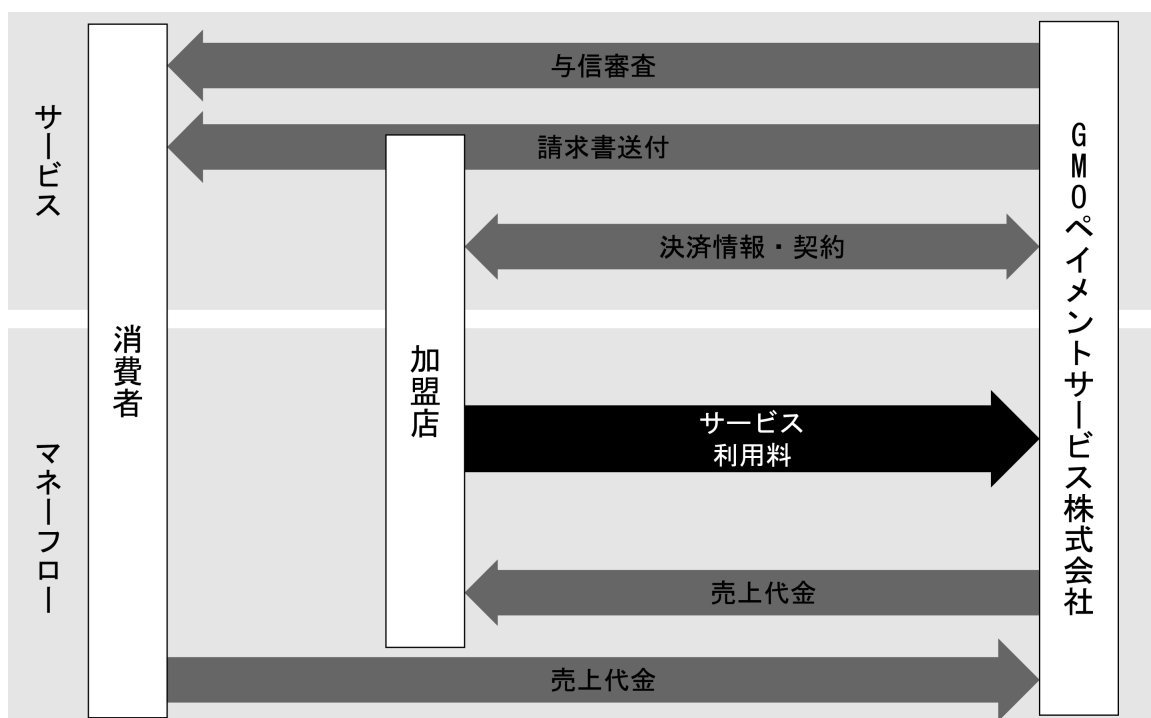 サービス
与信審査
請求書送付
決済情報・契約
消費者
加盟店
GMOペイメントサービス株式会社
マネーフロー
サービス
利用料
売上代金
売上代金